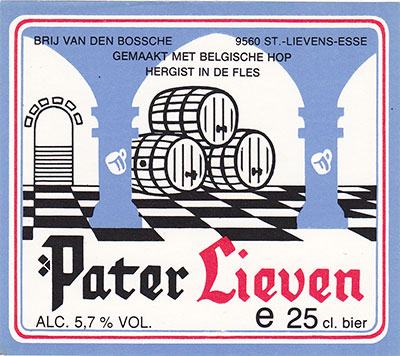 BRIJ VAN DEN BOSSCHE 9560 ST.-LIEVENS-ESSE
GEMAAKT MET BELGISCHE HOP
HERGIST IN DE FLES
Pater Lieven
ALC. 5,7 % VOL. e 25 cl. bier